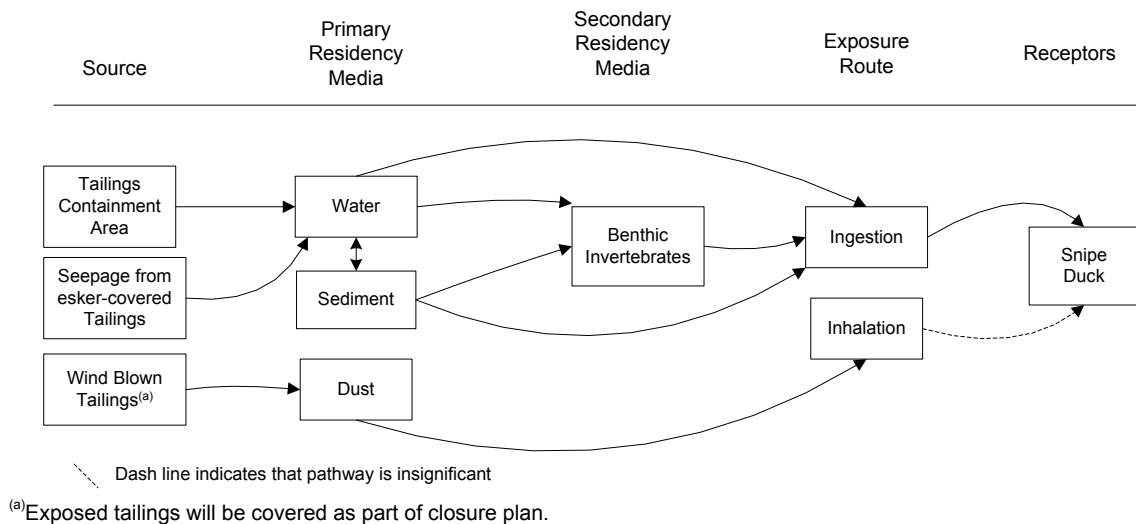 Source
Primary
Residency
Media
Secondary
Residency
Media
Exposure
Route
Receptors
Tailings
Containment
Area
Water
Benthic
Invertebrates
Ingestion
Snipe
Duck
Seepage from
esker-covered
Tailings
Sediment
Inhalation
Wind Blown
Tailings(a)
Dust
Dash line indicates that pathway is insignificant
(a)Exposed tailings will be covered as part of closure plan.